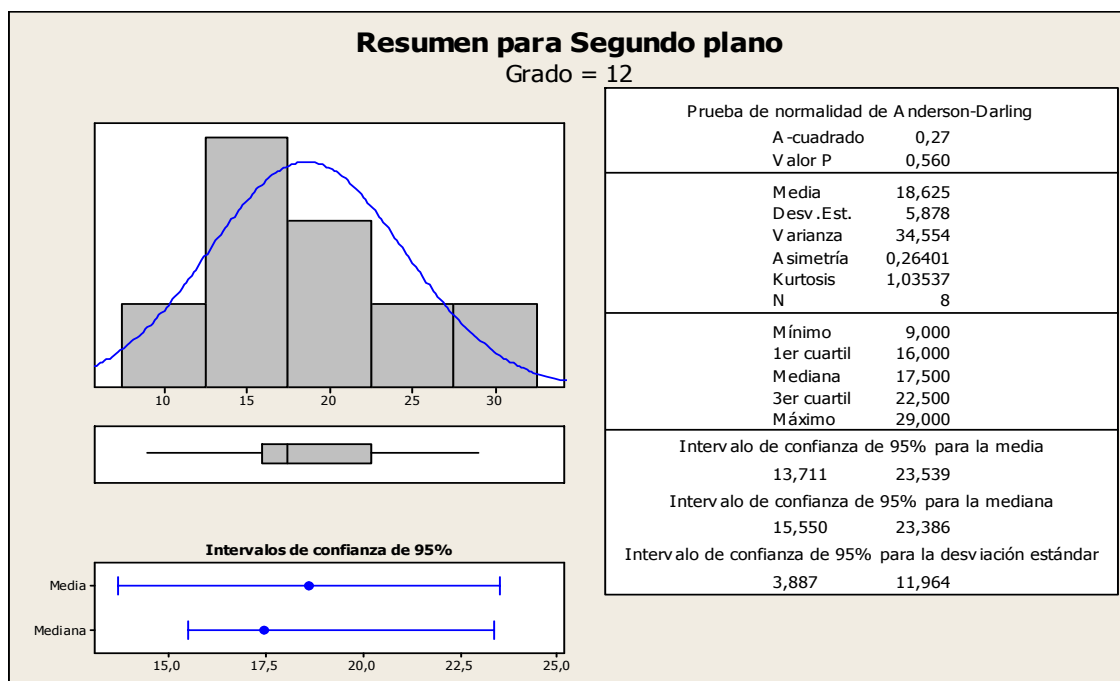 Resumen para Segundo plano
Grado = 12
10 15 20 25 30
Intervalos de confianza de 95%
Media
Mediana
15,0 17,5 20,0 22,5 25,0
Prueba de normalidad de Anderson-Darling
A-cuadrado 0,27
Valor P 0,560
Media 18,625
Desv.Est. 5,878
Varianza 34,554
Asimetría 0,26401
Kurtosis 1,03537
N 8
Mínimo 9,000
1er cuartil 16,000
Mediana 17,500
3er cuartil 22,500
Máximo 29,000
Intervalo de confianza de 95% para la media
13,711 23,539
Intervalo de confianza de 95% para la mediana
15,550 23,386
Intervalo de confianza de 95% para la desviación estándar
3,887 11,964